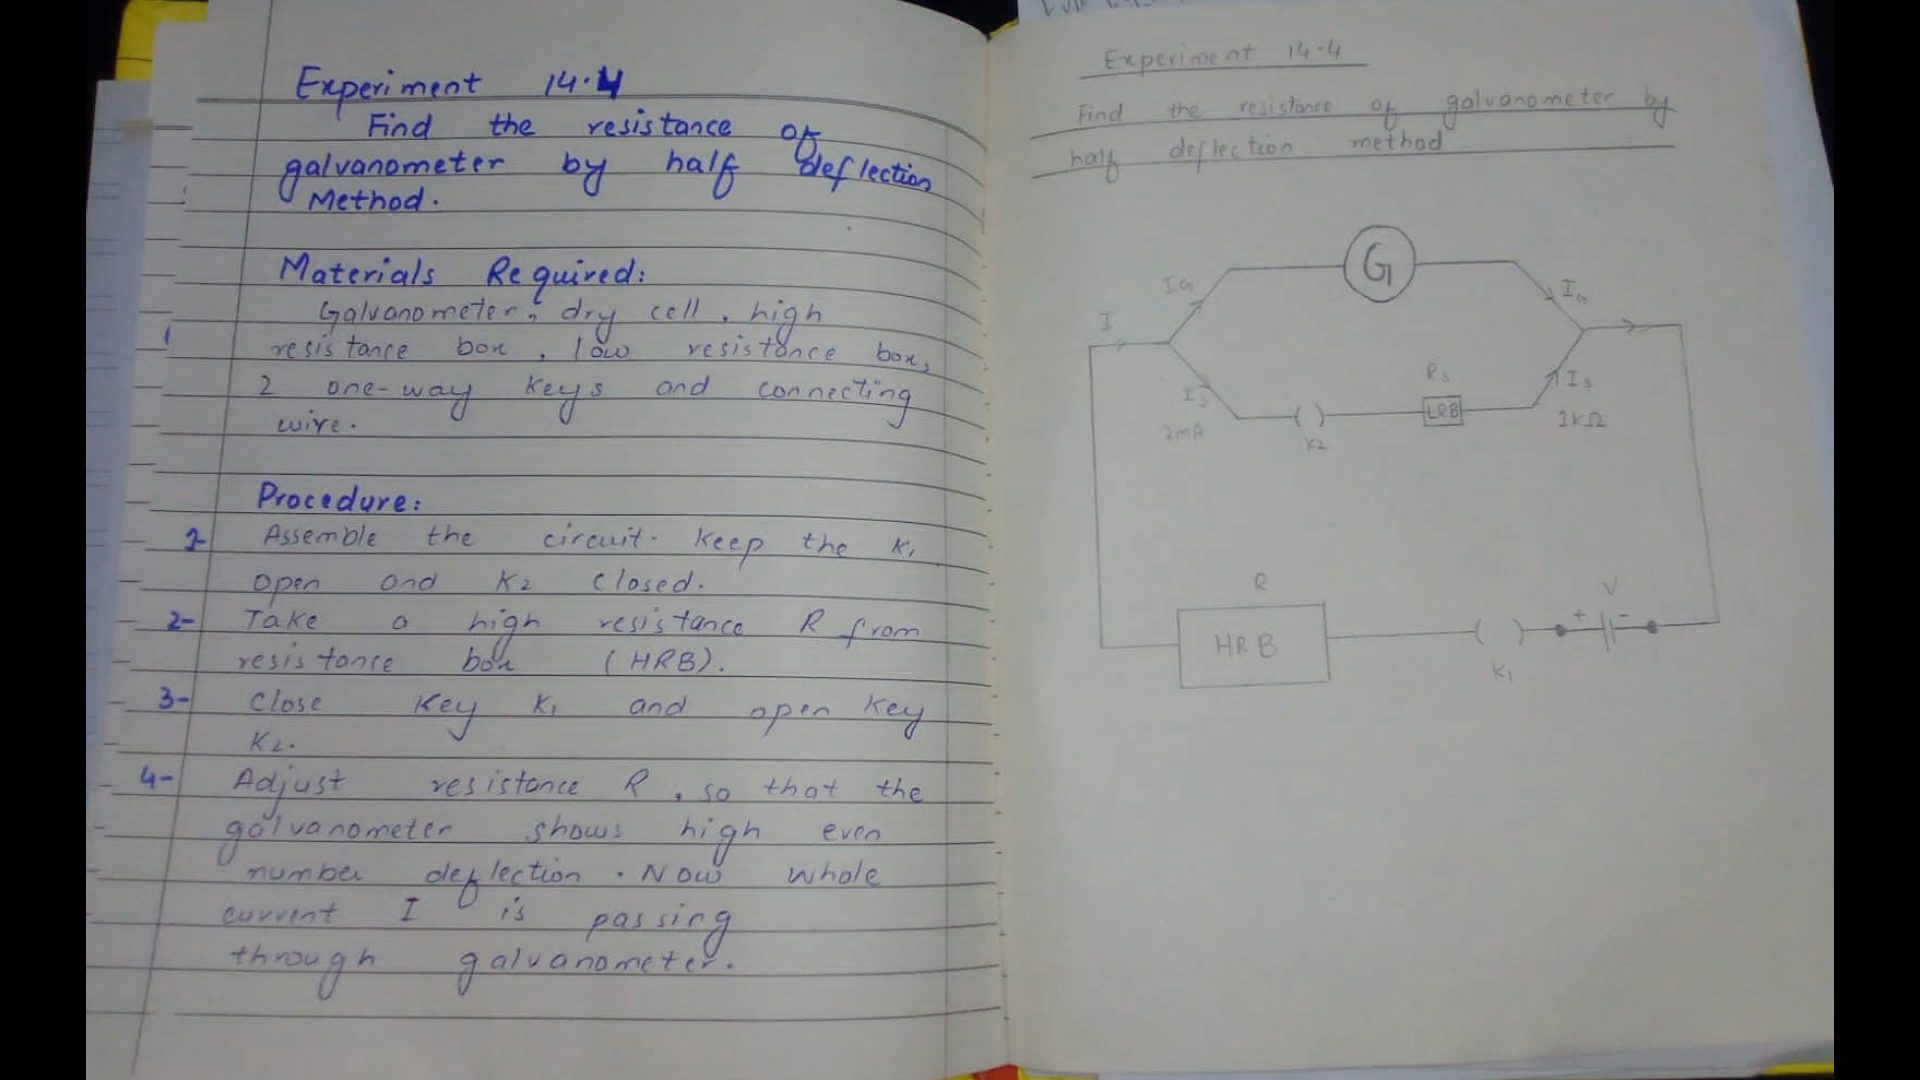 Experiment 14.4
Find the resistance of
galvanometer by half deflection
Method.
Materials Required:
Galvanometer, dry cell, high
resistance box, low resistance box,
2 one-way keys and connecting
wire.
Procedure:
1- Assemble the circuit. Keep the K1
open and K2 closed.
2- Take a high resistance R from
resistance box (HRB).
3- Close Key K1 and open Key
K2.
4- Adjust resistance R, so that the
galvanometer shows high even
number deflection. Now whole
current I is passing
through galvanometer.
Experiment 14.4
Find the resistance of galvanometer by
half deflection method
G
IG
IG
I
Rs
Is
Is
LRB
2mA
K2
2KΩ
R
V
HRB
+ -
K1